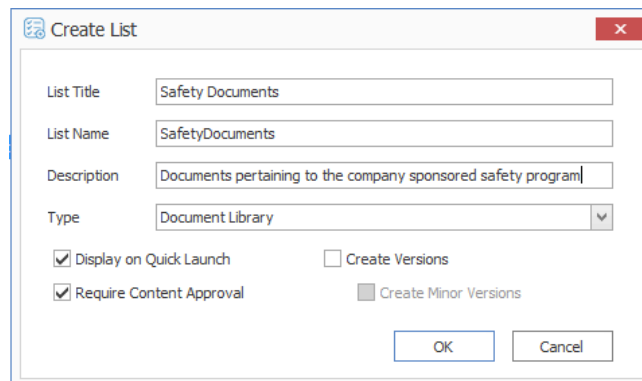 Create List
List Title Safety Documents
List Name SafetyDocuments
Description Documents pertaining to the company sponsored safety program
Type Document Library
Display on Quick Launch Create Versions
Require Content Approval Create Minor Versions
OK Cancel